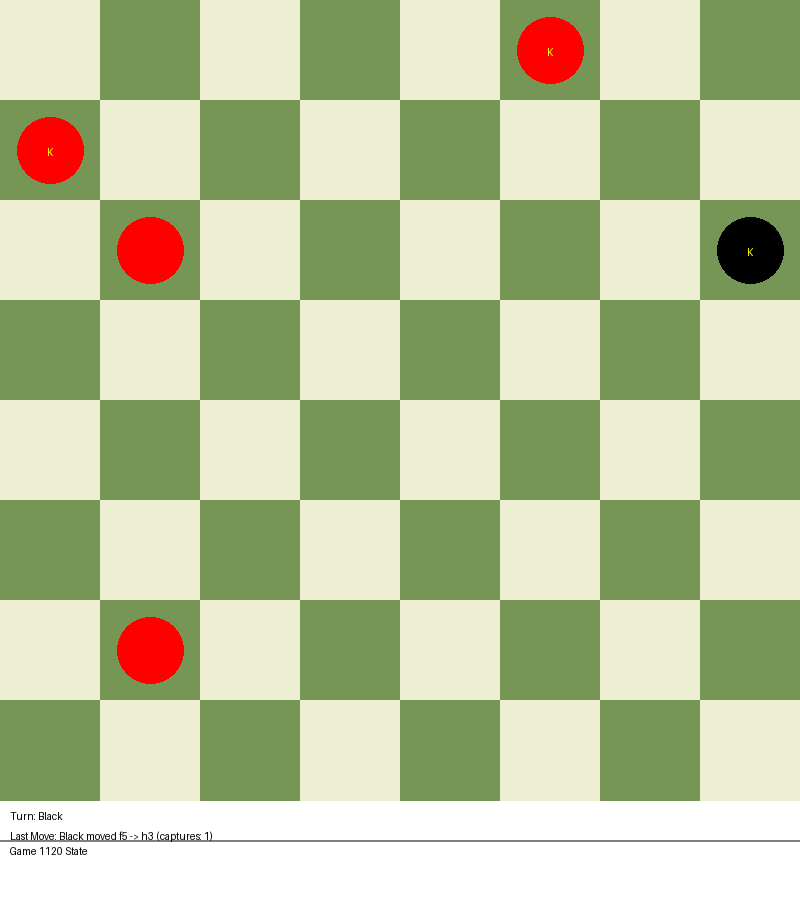 K
K
K
Turn: Black
Last Move: Black moved f5 -> h3 (captures: 1)
Game 1120 State